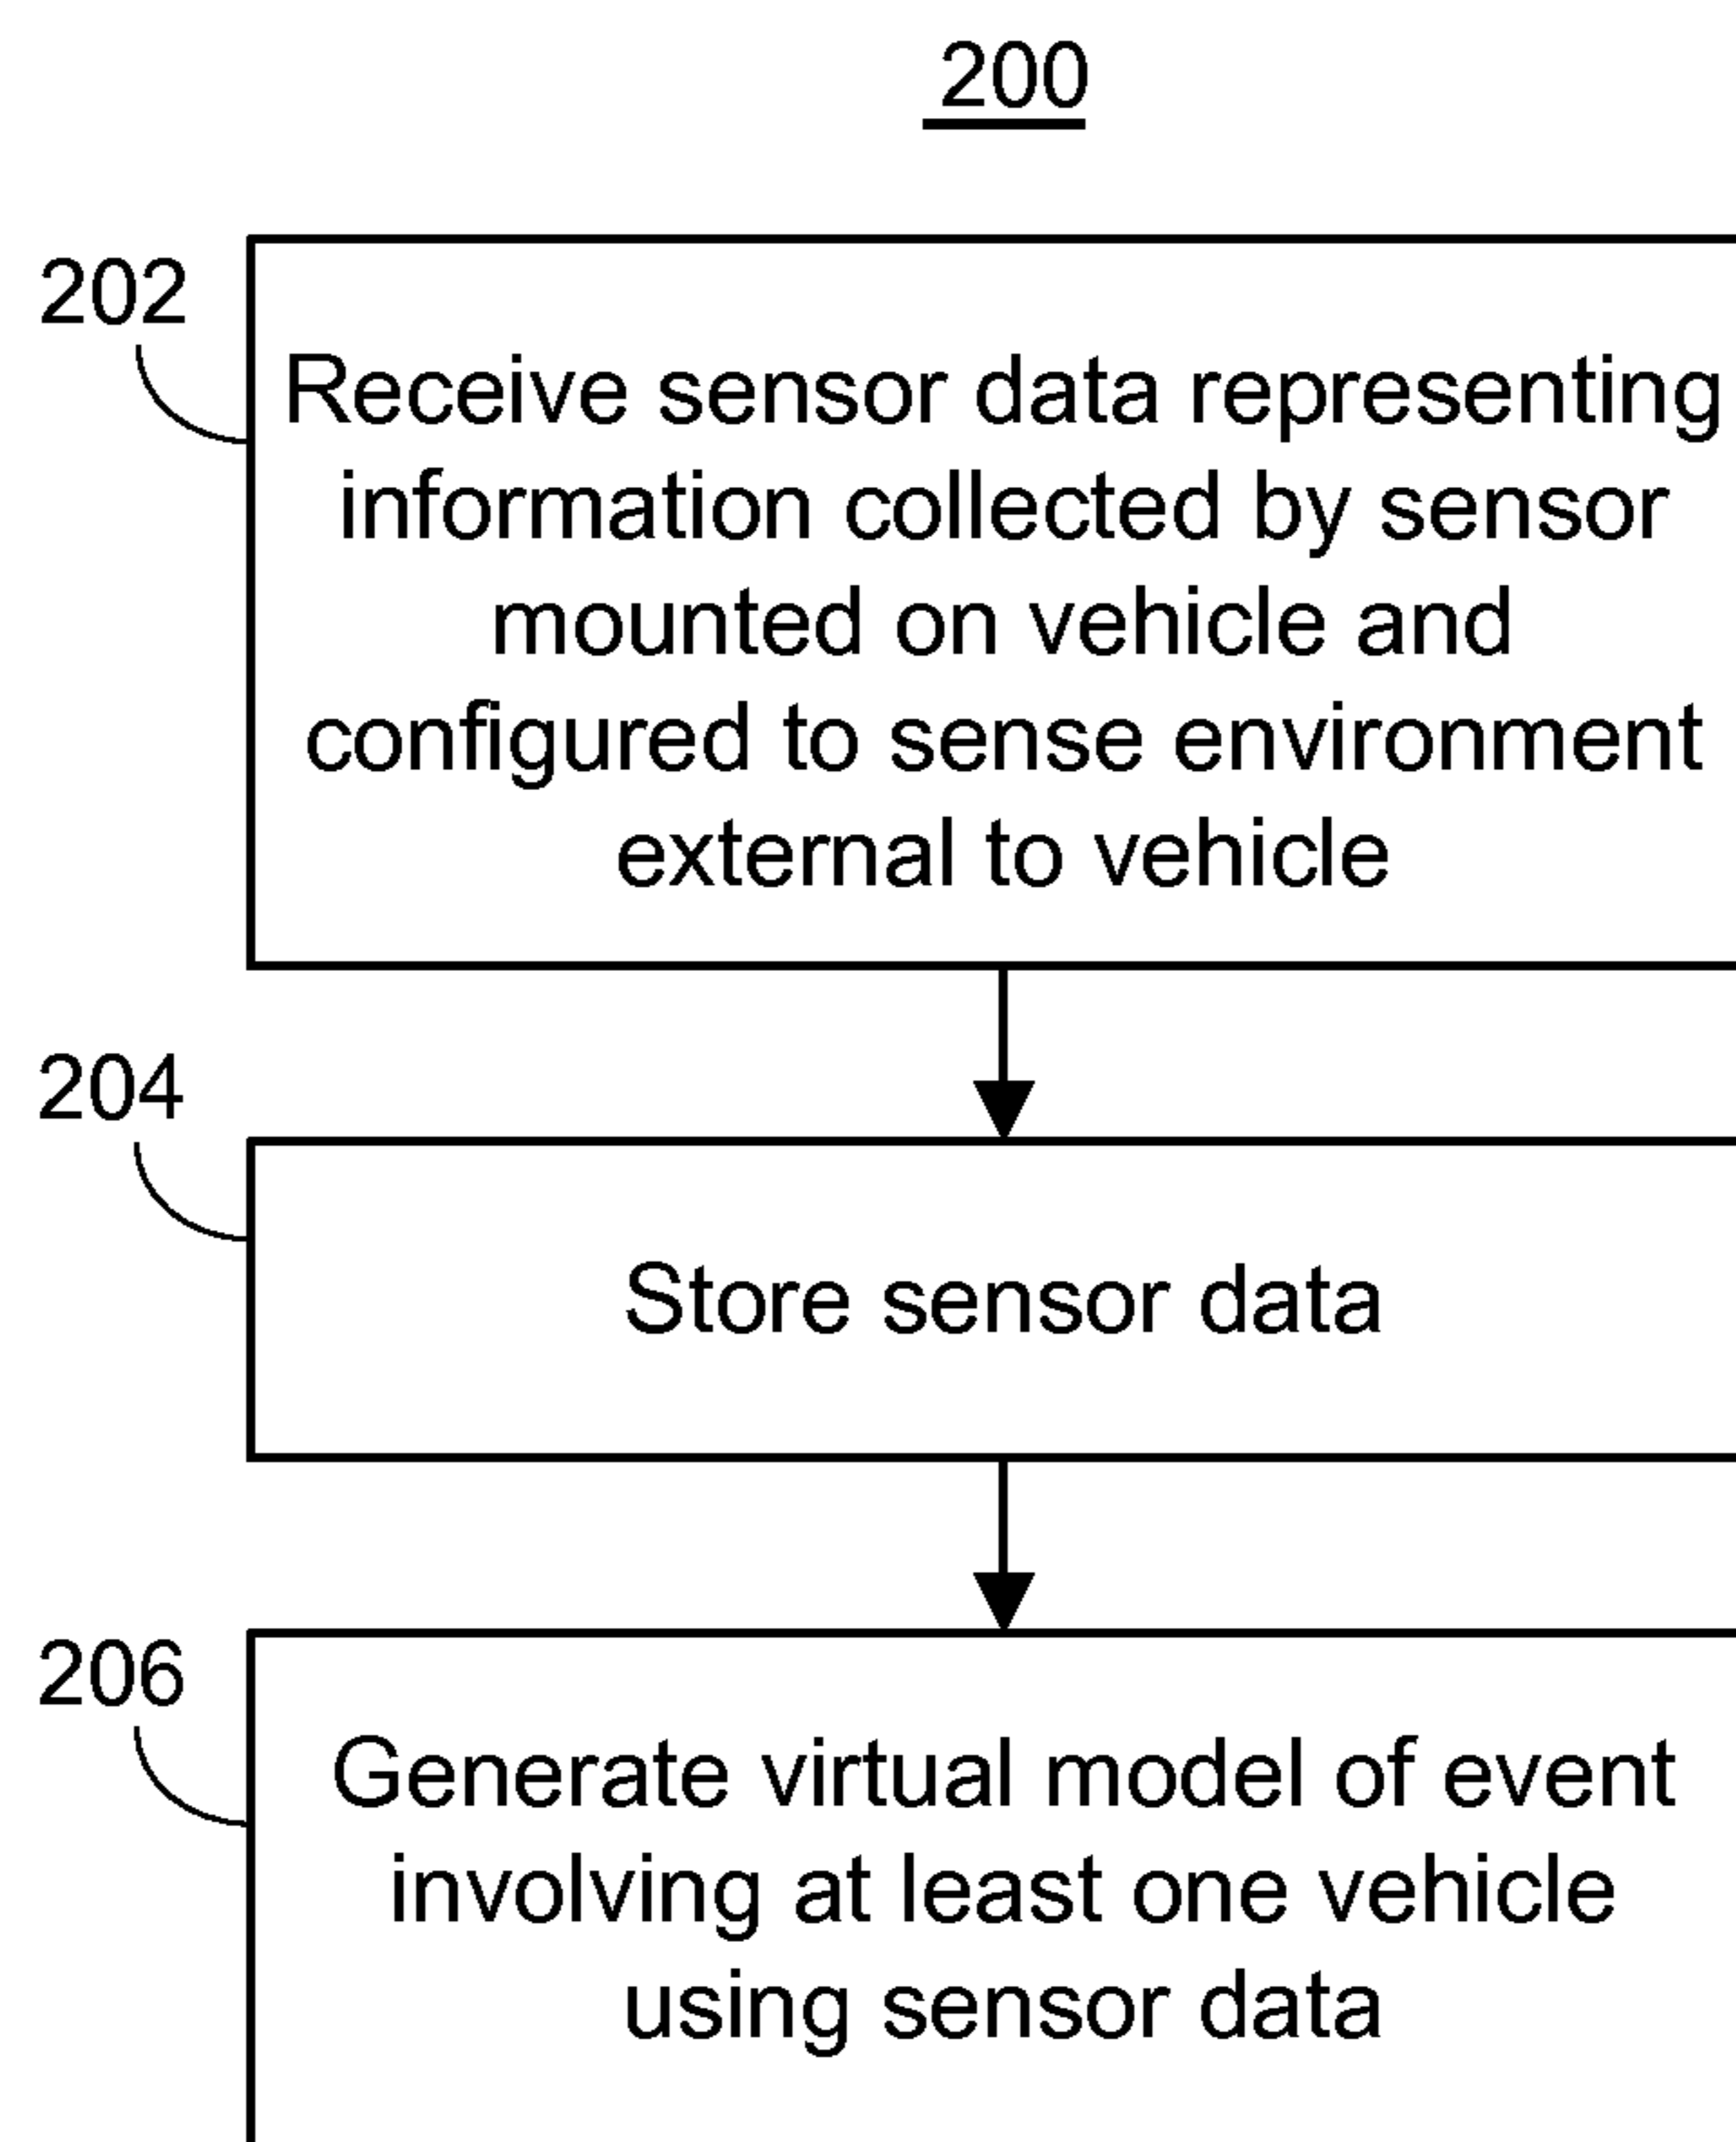 200
202
Receive sensor data representing
information collected by sensor
mounted on vehicle and
configured to sense environment
external to vehicle
204
Store sensor data
206
Generate virtual model of event
involving at least one vehicle
using sensor data